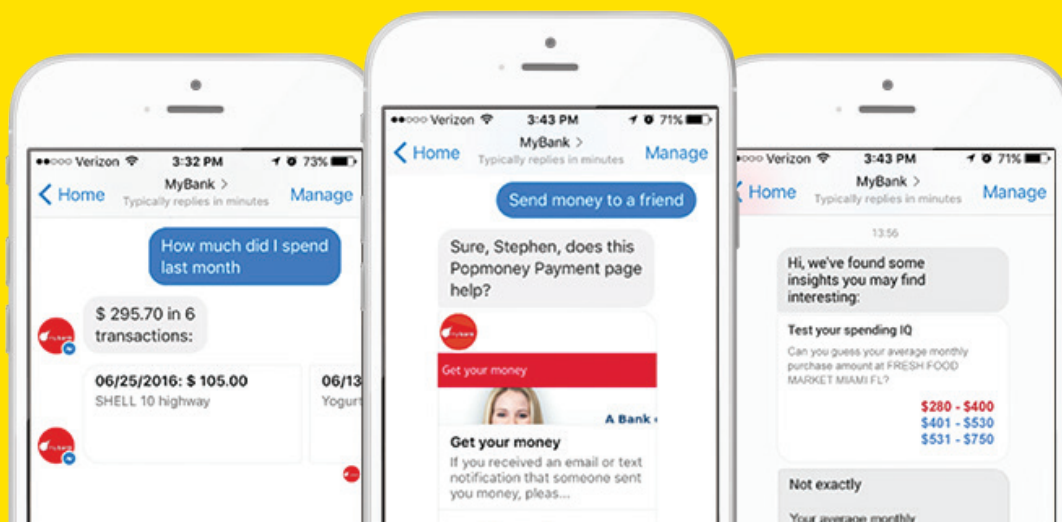 Verizon 3:32 PM 73%
Home MyBank > Manage
Typically replies in minutes
How much did I spend
last month
$ 295.70 in 6
transactions:
06/25/2016: $ 105.00
SHELL 10 highway
06/13
Yogurt
Verizon 3:43 PM 71%
Home MyBank > Manage
Typically replies in minutes
Send money to a friend
Sure, Stephen, does this
Popmoney Payment page
help?
Get your money
A Bank
Get your money
If you received an email or text
notification that someone sent
you money, pleas...
Verizon 3:43 PM 71%
Home MyBank > Manage
Typically replies in minutes
13:56
Hi, we've found some
insights you may find
interesting:
Test your spending IQ
Can you guess your average monthly
purchase amount at FRESH FOOD
MARKET MIAMI FL?
$280 - $400
$401 - $530
$531 - $750
Not exactly
Your average monthly